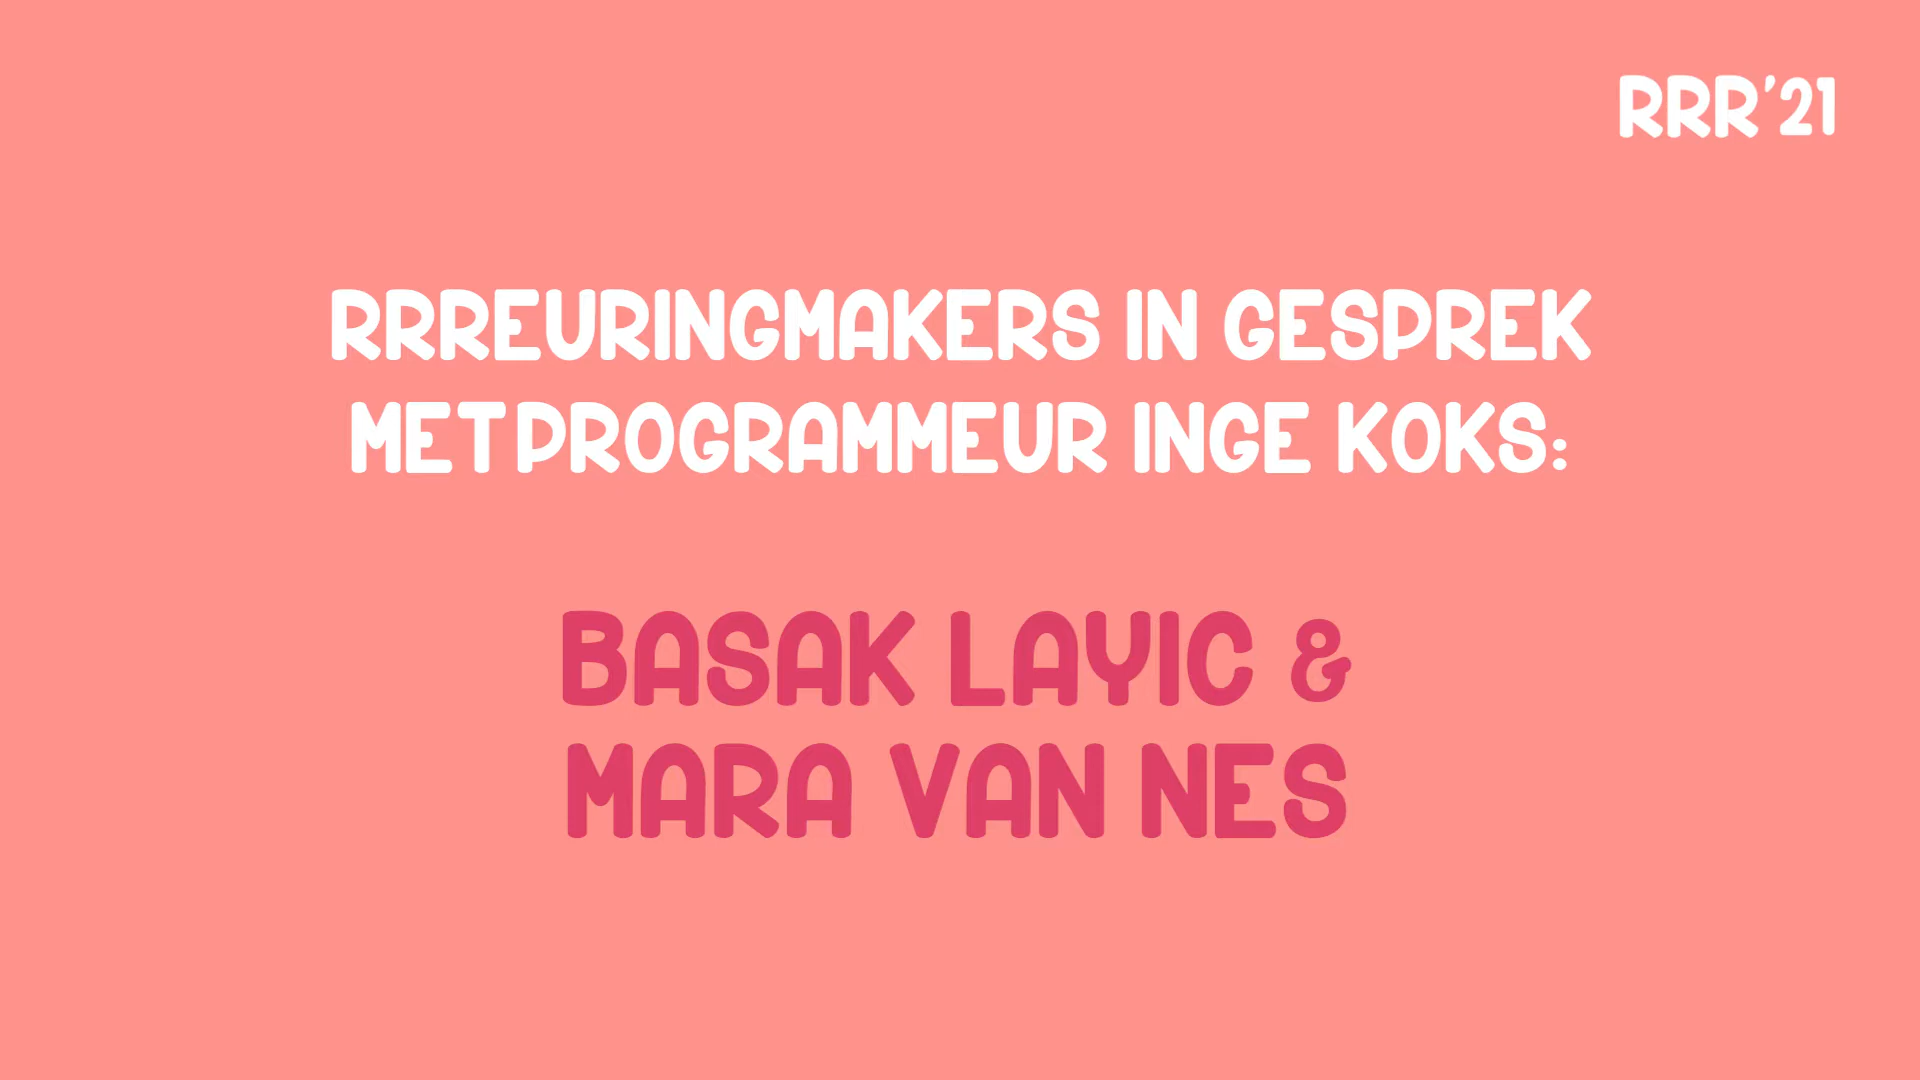 RRR'21
RRREURINGMAKERS IN GESPREK
METPROGRAMMEUR INGE KOKS:
BASAK LAYIC &
MARA VAN NES